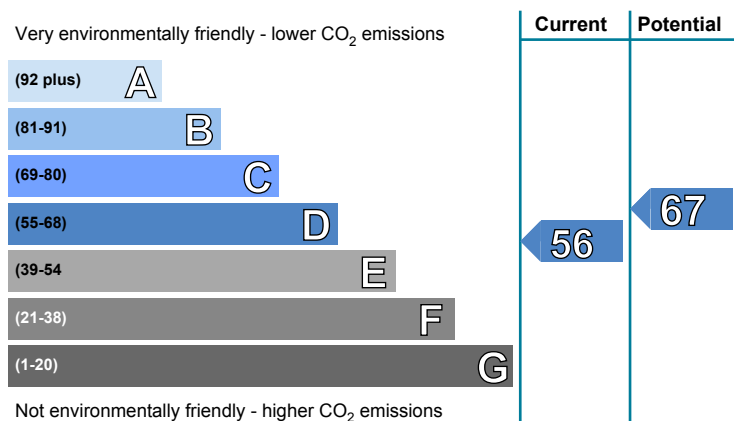 Very environmentally friendly - lower CO₂ emissions
Current
Potential
(92 plus) A
(81-91) B
(69-80) C
(55-68) D
(39-54 E
(21-38) F
(1-20) G
56
67
Not environmentally friendly - higher CO₂ emissions